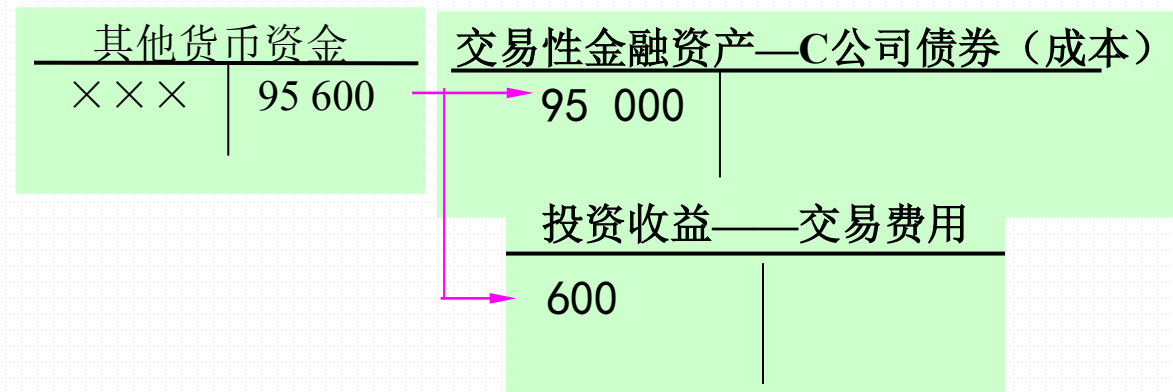 其他货币资金
××× 95 600
交易性金融资产—C公司债券（成本）
95 000
投资收益——交易费用
600